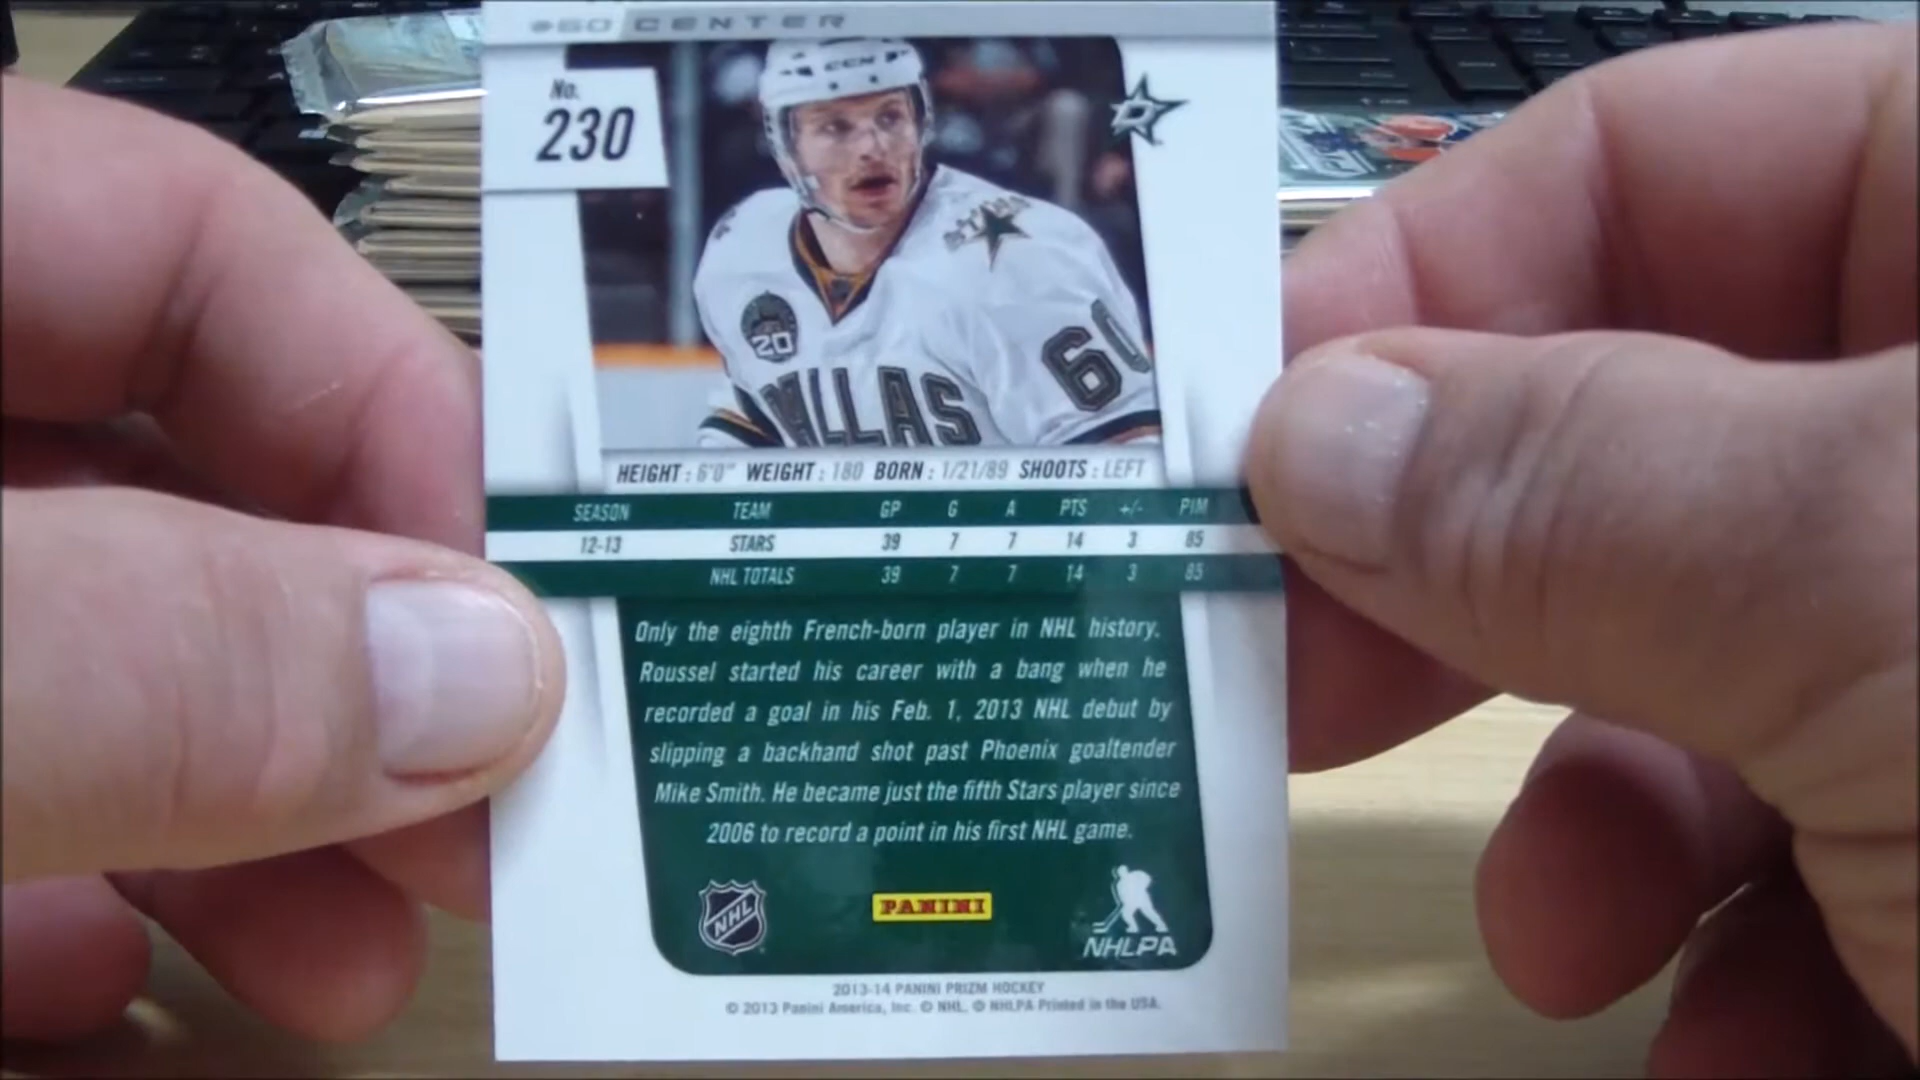 #60 CENTER
No.
230
CCM
STARS
20
DALLAS
60
HEIGHT : 6'0" WEIGHT : 180 BORN : 1/21/89 SHOOTS : LEFT
SEASON TEAM GP G A PTS +/- PIM
12-13 STARS 39 7 7 14 3 85
NHL TOTALS 39 7 7 14 3 85
Only the eighth French-born player in NHL history,
Roussel started his career with a bang when he
recorded a goal in his Feb. 1, 2013 NHL debut by
slipping a backhand shot past Phoenix goaltender
Mike Smith. He became just the fifth Stars player since
2006 to record a point in his first NHL game.
NHL
PANINI
NHLPA
2013-14 PANINI PRIZM HOCKEY
© 2013 Panini America, Inc. © NHL. © NHLPA Printed in the USA.